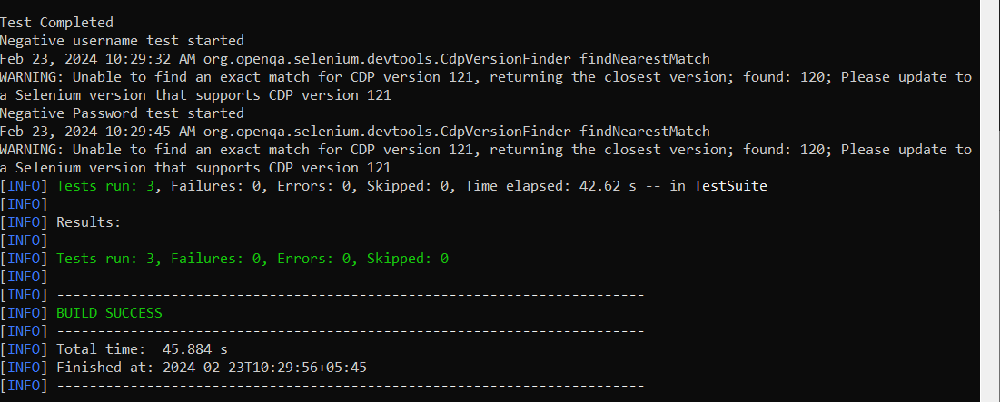 Test Completed
Negative username test started
Feb 23, 2024 10:29:32 AM org.openqa.selenium.devtools.CdpVersionFinder findNearestMatch
WARNING: Unable to find an exact match for CDP version 121, returning the closest version; found: 120; Please update to
a Selenium version that supports CDP version 121
Negative Password test started
Feb 23, 2024 10:29:45 AM org.openqa.selenium.devtools.CdpVersionFinder findNearestMatch
WARNING: Unable to find an exact match for CDP version 121, returning the closest version; found: 120; Please update to
a Selenium version that supports CDP version 121
[INFO] Tests run: 3, Failures: 0, Errors: 0, Skipped: 0, Time elapsed: 42.62 s -- in TestSuite
[INFO]
[INFO] Results:
[INFO]
[INFO] Tests run: 3, Failures: 0, Errors: 0, Skipped: 0
[INFO]
[INFO] ------------------------------------------------------------------------
[INFO] BUILD SUCCESS
[INFO] ------------------------------------------------------------------------
[INFO] Total time:  45.884 s
[INFO] Finished at: 2024-02-23T10:29:56+05:45
[INFO] ------------------------------------------------------------------------